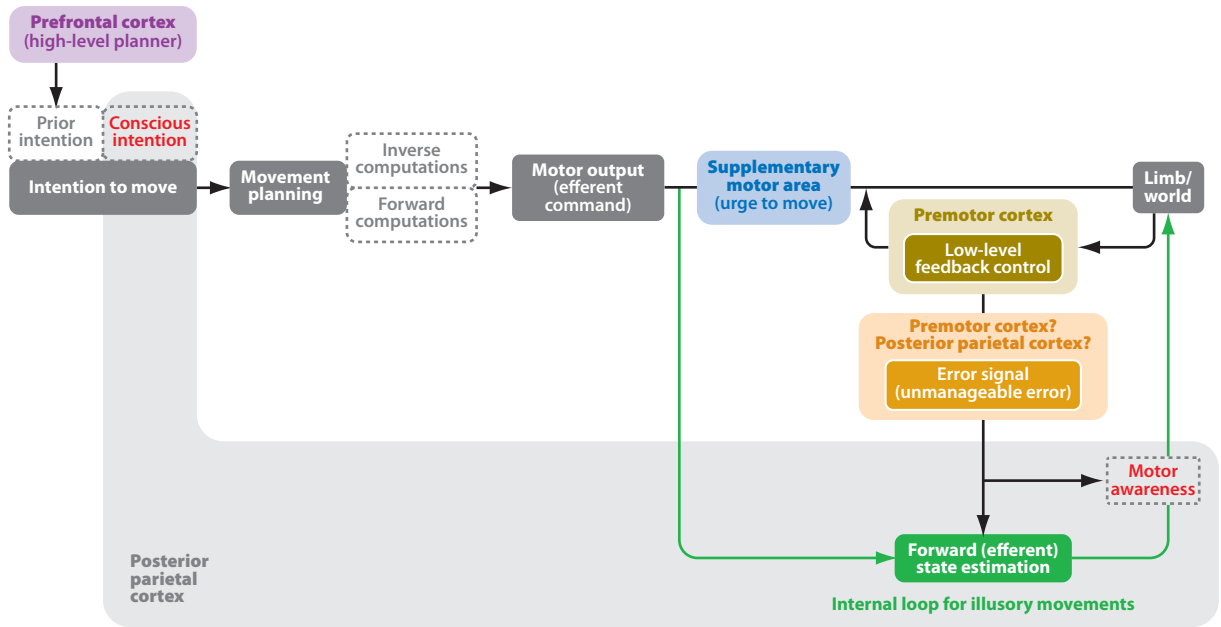 Prefrontal cortex
(high-level planner)
Prior
intention
Conscious
intention
Intention to move
Movement
planning
Inverse
computations
Forward
computations
Motor output
(efferent
command)
Supplementary
motor area
(urge to move)
Limb/
world
Premotor cortex
Low-level
feedback control
Premotor cortex?
Posterior parietal cortex?
Error signal
(unmanageable error)
Motor
awareness
Posterior
parietal
cortex
Forward (efferent)
state estimation
Internal loop for illusory movements